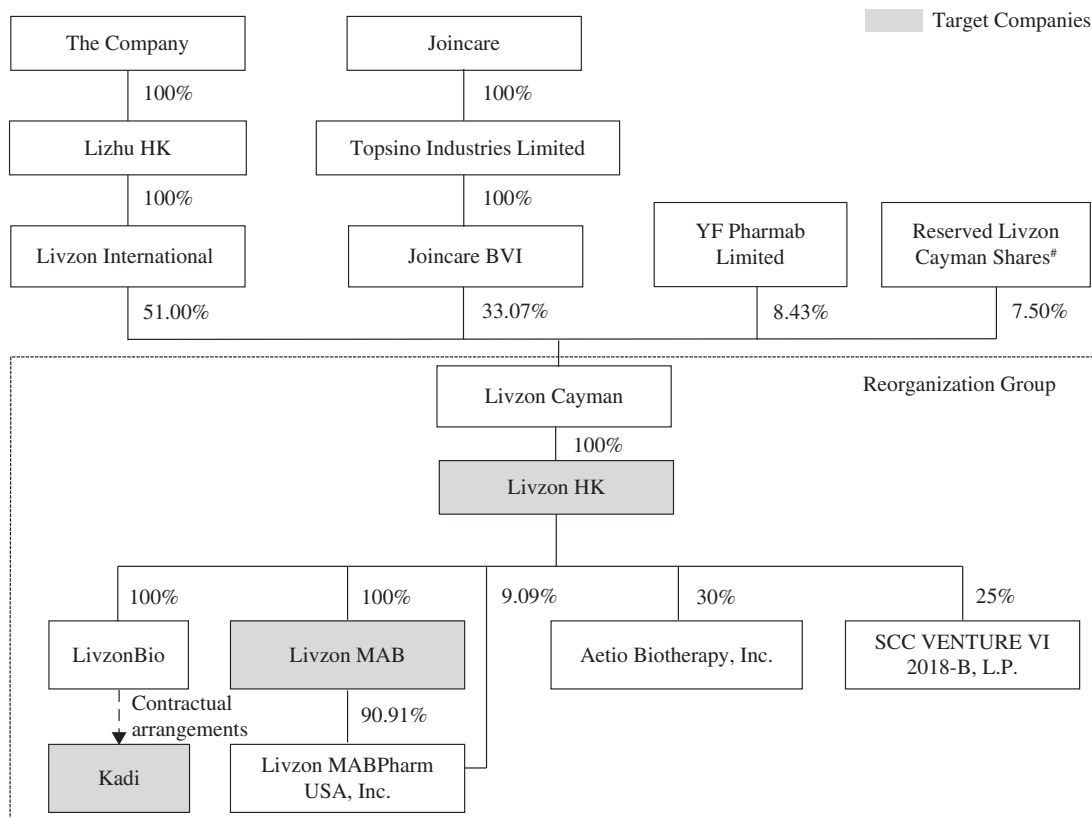 Target Companies
The Company
Joincare
100%
100%
Lizhu HK
Topsino Industries Limited
100%
100%
Livzon International
Joincare BVI
YF Pharmab
Limited
Reserved Livzon
Cayman Shares#
51.00%
33.07%
8.43%
7.50%
Reorganization Group
Livzon Cayman
100%
Livzon HK
100%
100%
9.09%
30%
25%
LivzonBio
Livzon MAB
Aetio Biotherapy, Inc.
SCC VENTURE VI
2018-B, L.P.
Contractual
arrangements
90.91%
Kadi
Livzon MABPharm
USA, Inc.